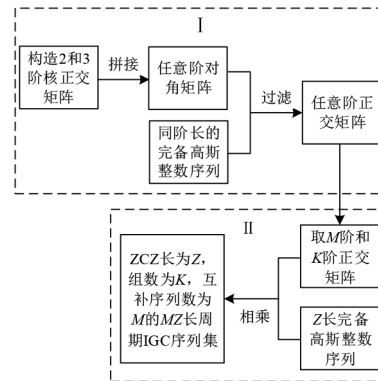 I
构造2和3
阶核正交
矩阵
拼接
任意阶对
角矩阵
同阶长的
完备高斯
整数序列
过滤
任意阶正
交矩阵
II
取M阶和
K阶正交
矩阵
Z长完备
高斯整数
序列
相乘
ZCZ长为Z，
组数为K，互
补序列数为
M的MZ长周
期IGC序列集